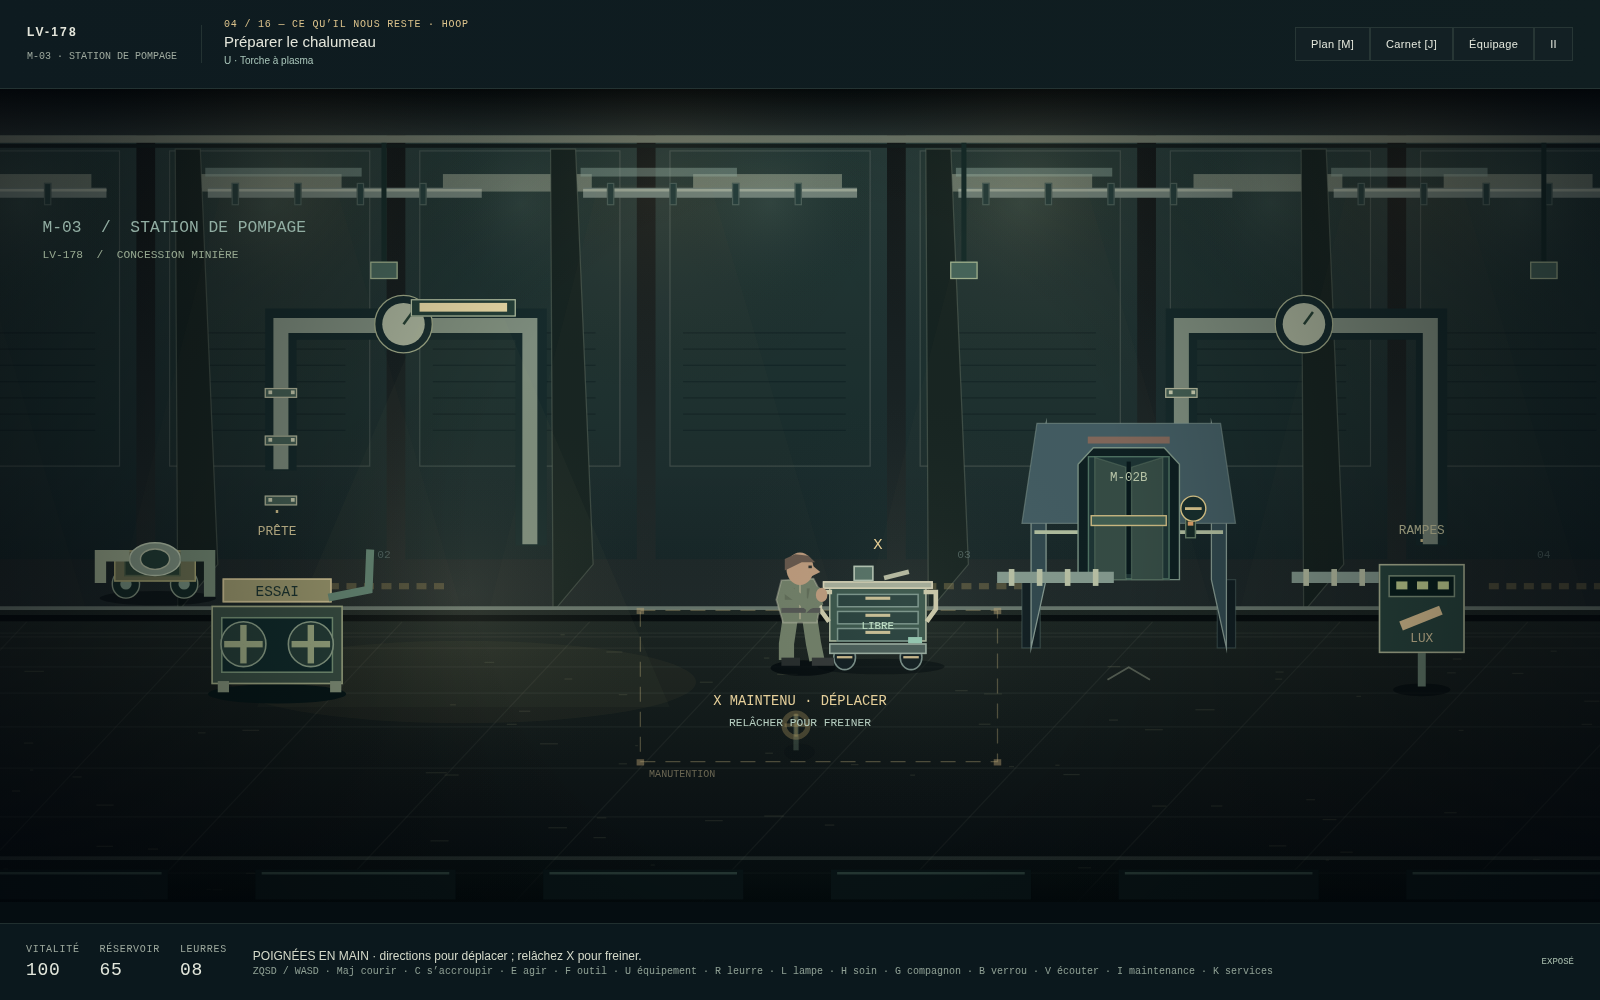 LV-178
M-03 · STATION DE POMPAGE
04 / 16 — CE QU’IL NOUS RESTE · HOOP
Préparer le chalumeau
U · Torche à plasma
Plan [M]
Carnet [J]
Équipage
II
M-03 / STATION DE POMPAGE
LV-178 / CONCESSION MINIÈRE
M-02B
PRÊTE
RAMPES
02
X
03
04
ESSAI
LIBRE
LUX
X MAINTENU · DÉPLACER
RELÂCHER POUR FREINER
MANUTENTION
VITALITÉ
100
RÉSERVOIR
65
LEURRES
08
POIGNÉES EN MAIN · directions pour déplacer ; relâchez X pour freiner.
ZQSD / WASD · Maj courir · C s’accroupir · E agir · F outil · U équipement · R leurre · L lampe · H soin · G compagnon · B verrou · V écouter · I maintenance · K services
EXPOSÉ